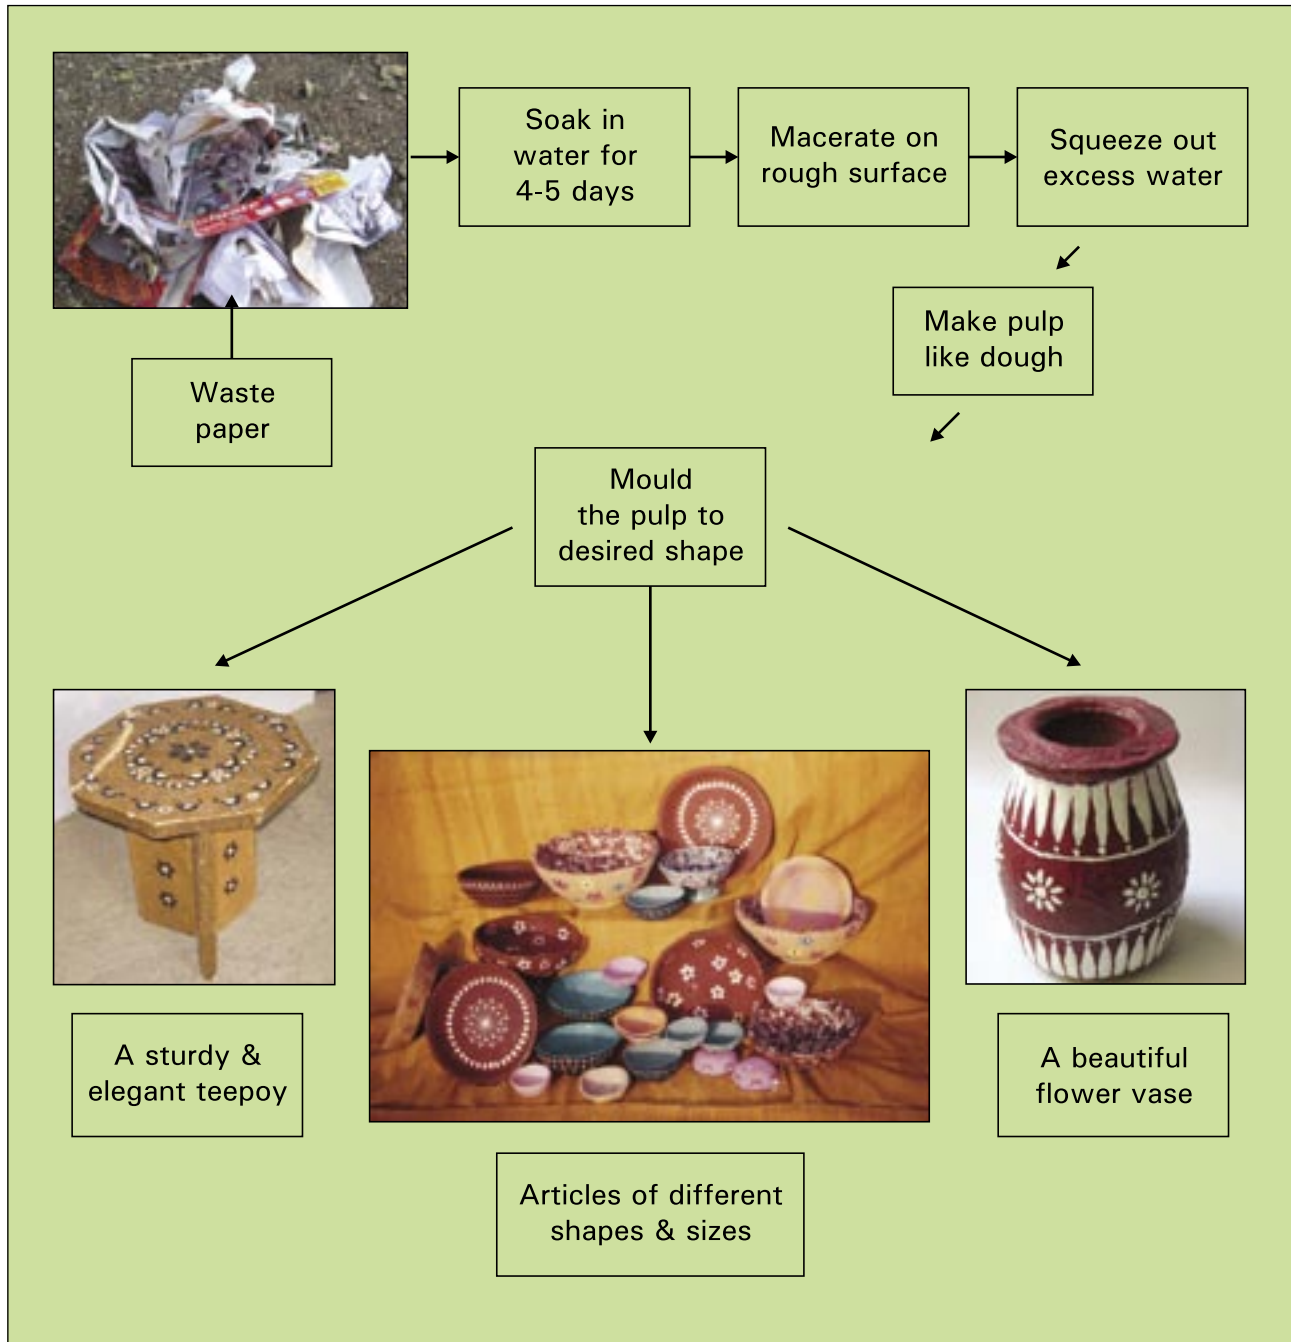 Soak in
water for
4-5 days
Macerate on
rough surface
Squeeze out
excess water
Make pulp
like dough
Waste
paper
Mould
the pulp to
desired shape
A sturdy &
elegant teepoy
A beautiful
flower vase
Articles of different
shapes & sizes